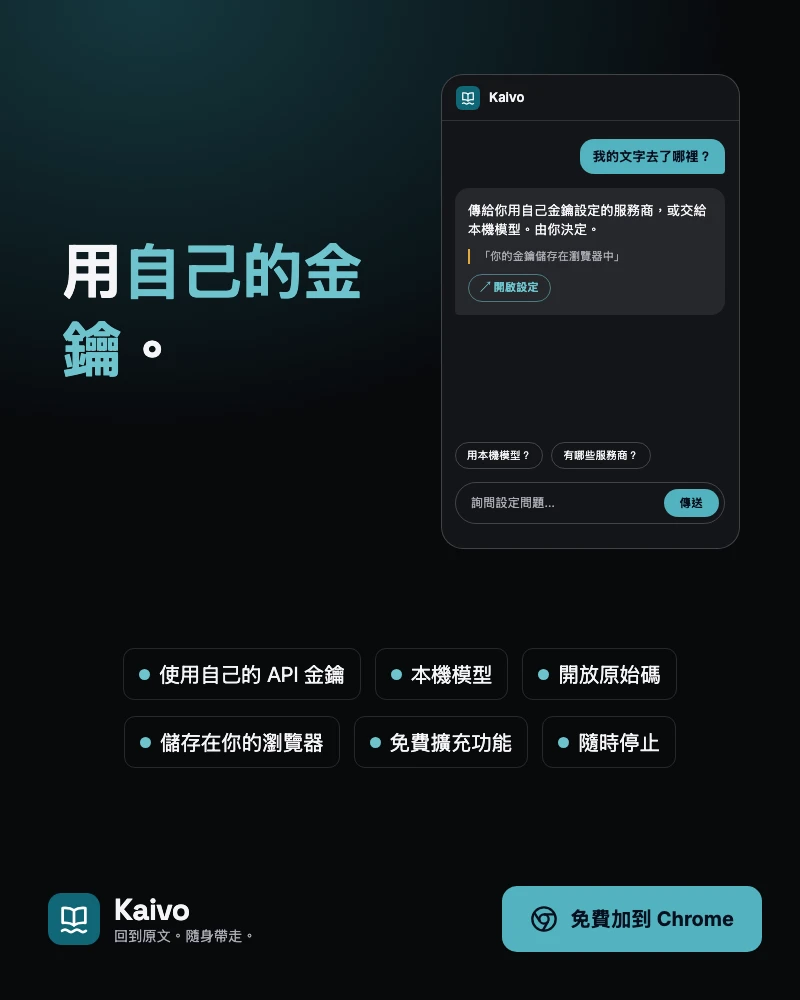 用自己的金
鑰。
Kaivo
我的文字去了哪裡？
傳給你用自己金鑰設定的服務商，或交給
本機模型。由你決定。
「你的金鑰儲存在瀏覽器中」
↗ 開啟設定
用本機模型？
有哪些服務商？
詢問設定問題...
傳送
使用自己的 API 金鑰
本機模型
開放原始碼
儲存在你的瀏覽器
免費擴充功能
隨時停止
Kaivo
回到原文。隨身帶走。
免費加到 Chrome